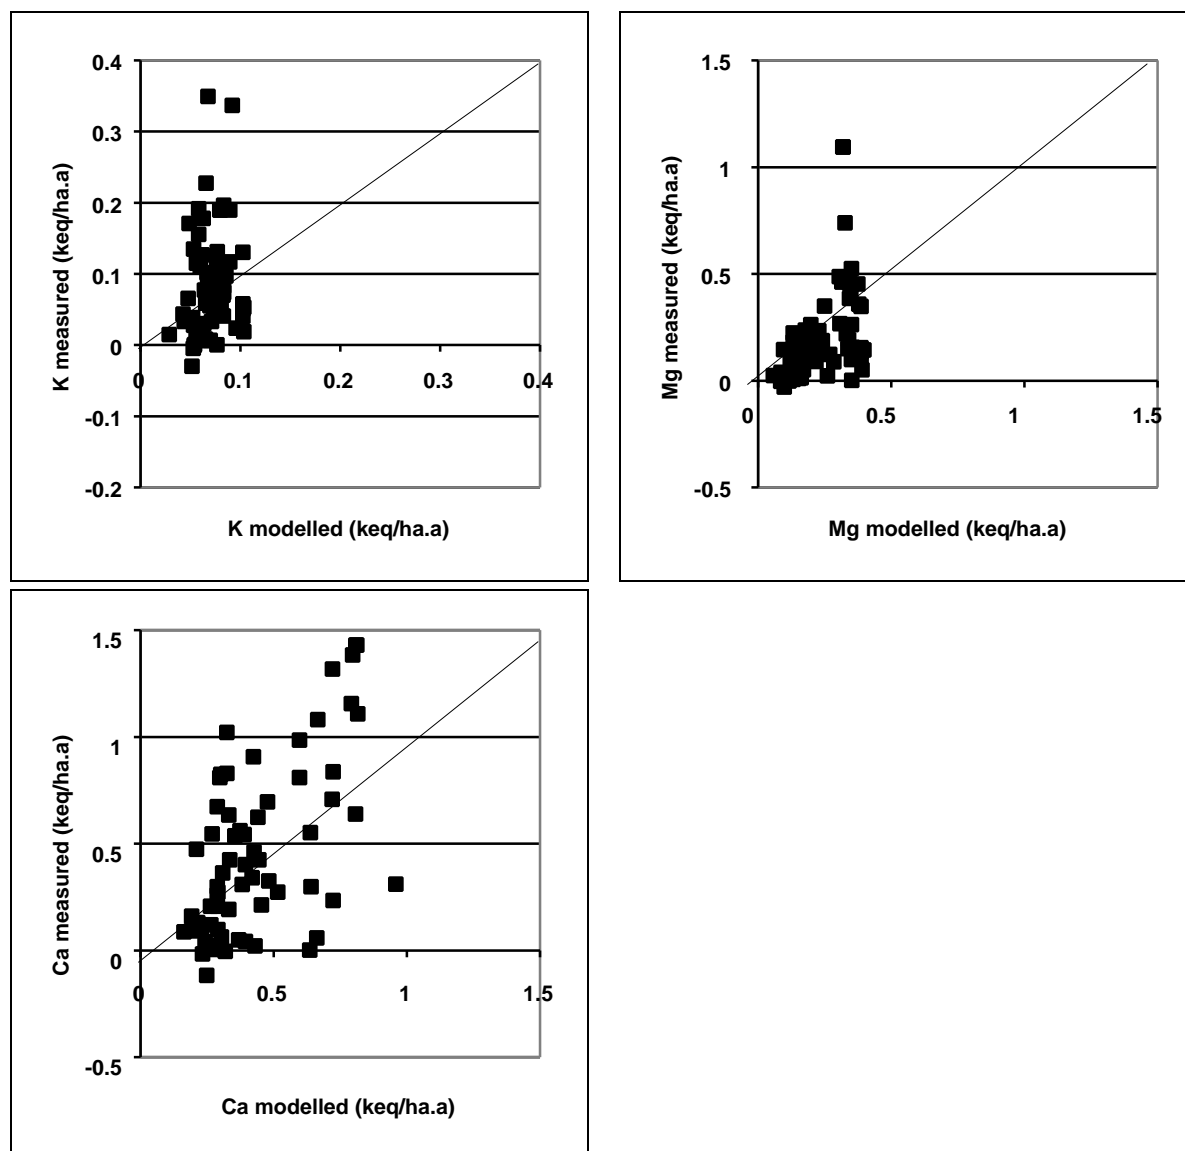 0.4
0.3
0.2
0.1
0
-0.1
-0.2
0 0.1 0.2 0.3 0.4
K measured (keq/ha.a)
K modelled (keq/ha.a)
1.5
1
0.5
0
-0.5
0 0.5 1 1.5
Mg measured (keq/ha.a)
Mg modelled (keq/ha.a)
1.5
1
0.5
0
-0.5
0 0.5 1 1.5
Ca measured (keq/ha.a)
Ca modelled (keq/ha.a)